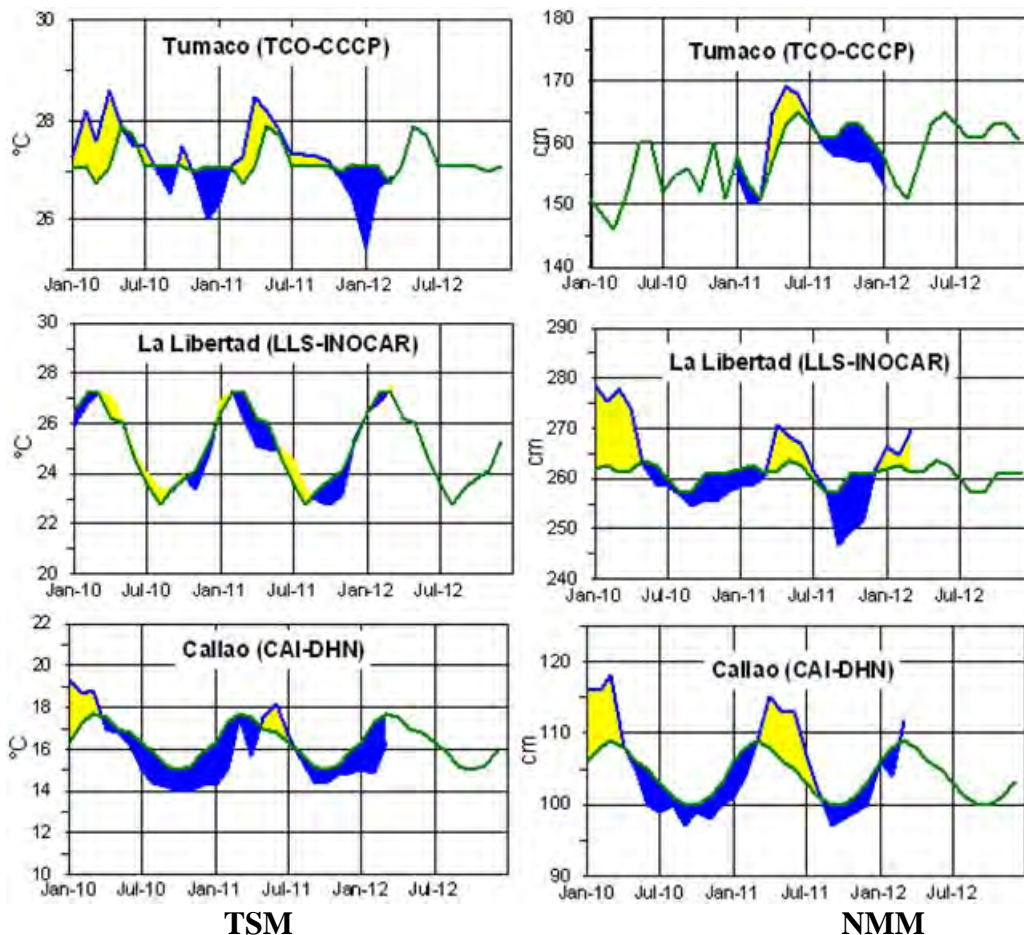 30
Tumaco (TCO-CCCP)
28
°C
26
Jan-10 Jul-10 Jan-11 Jul-11 Jan-12 Jul-12
180
Tumaco (TCO-CCCP)
170
160
cm
150
140
Jan-10 Jul-10 Jan-11 Jul-11 Jan-12 Jul-12
30
La Libertad (LLS-INOCAR)
28
26
°C
24
22
20
Jan-10 Jul-10 Jan-11 Jul-11 Jan-12 Jul-12
290
La Libertad (LLS-INOCAR)
280
270
cm
260
250
240
Jan-10 Jul-10 Jan-11 Jul-11 Jan-12 Jul-12
22
Callao (CAI-DHN)
20
18
°C
16
14
12
10
Jan-10 Jul-10 Jan-11 Jul-11 Jan-12 Jul-12
TSM
120
Callao (CAI-DHN)
110
cm
100
90
Jan-10 Jul-10 Jan-11 Jul-11 Jan-12 Jul-12
NMM